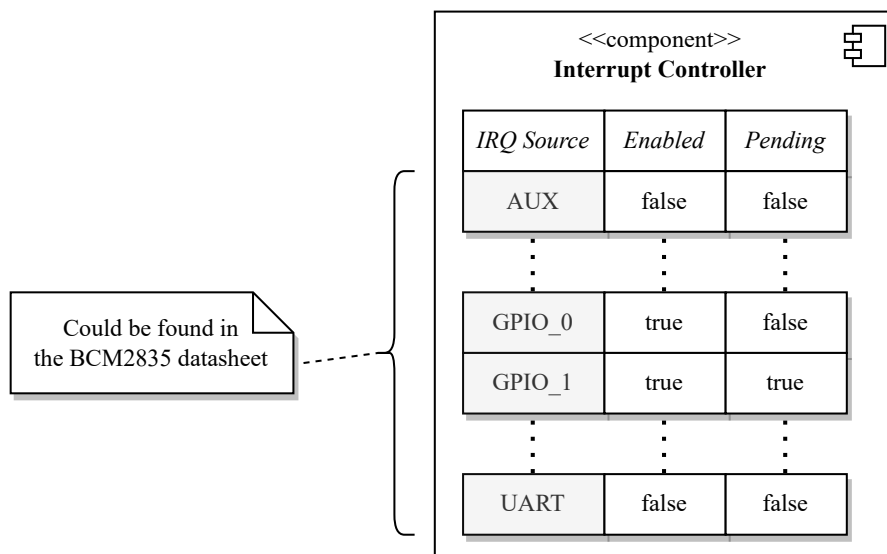 <<component>>
Interrupt Controller
IRQ Source Enabled Pending
AUX false false
Could be found in
the BCM2835 datasheet
GPIO_0 true false
GPIO_1 true true
UART false false